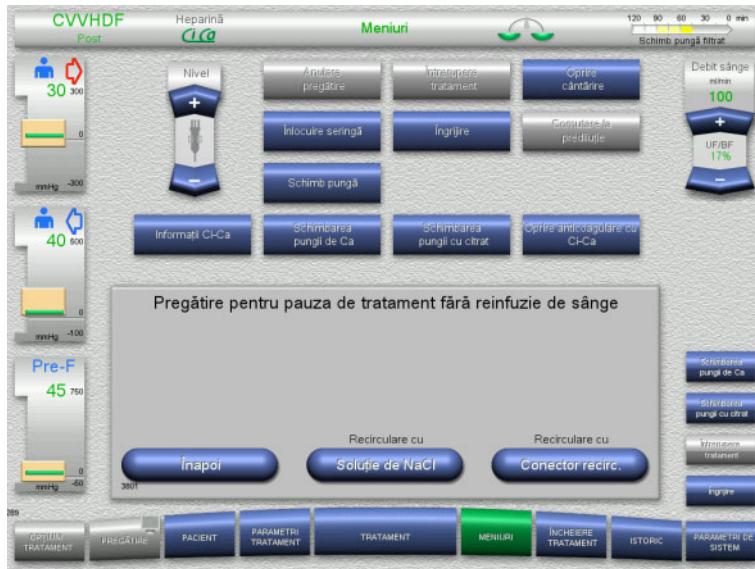 CVVHDF
Post
Heparină
CiCa
Meniuri
120 90 60 30 0 min
Schimb pungă filtrat
30 300
0
mmHg -300
Nivel
+
−
Anulare
pregătire
Întrerupere
tratament
Oprire
cântărire
Debit sânge
ml/min
100
+
UF/BF
17%
−
Înlocuire seringă
Îngrijire
Comutare la
prediluție
Schimb pungă
40 500
0
mmHg -100
Informații Ci-Ca
Schimbarea
pungii de Ca
Schimbarea
pungii cu citrat
Oprire anticoagulare cu
Ci-Ca
Pregătire pentru pauza de tratament fără reinfuzie de sânge
Pre-F
45 750
0
mmHg -50
Schimbarea
pungii de Ca
Schimbarea
pungii cu citrat
Întrerupere
tratament
Îngrijire
Recirculare cu
Recirculare cu
Înapoi
Soluție de NaCl
Conector recirc.
3801
289
OPȚIUNI
TRATAMENT
PREGĂTIRE
PACIENT
PARAMETRI
TRATAMENT
TRATAMENT
MENIURI
ÎNCHEIERE
TRATAMENT
ISTORIC
PARAMETRI DE
SISTEM